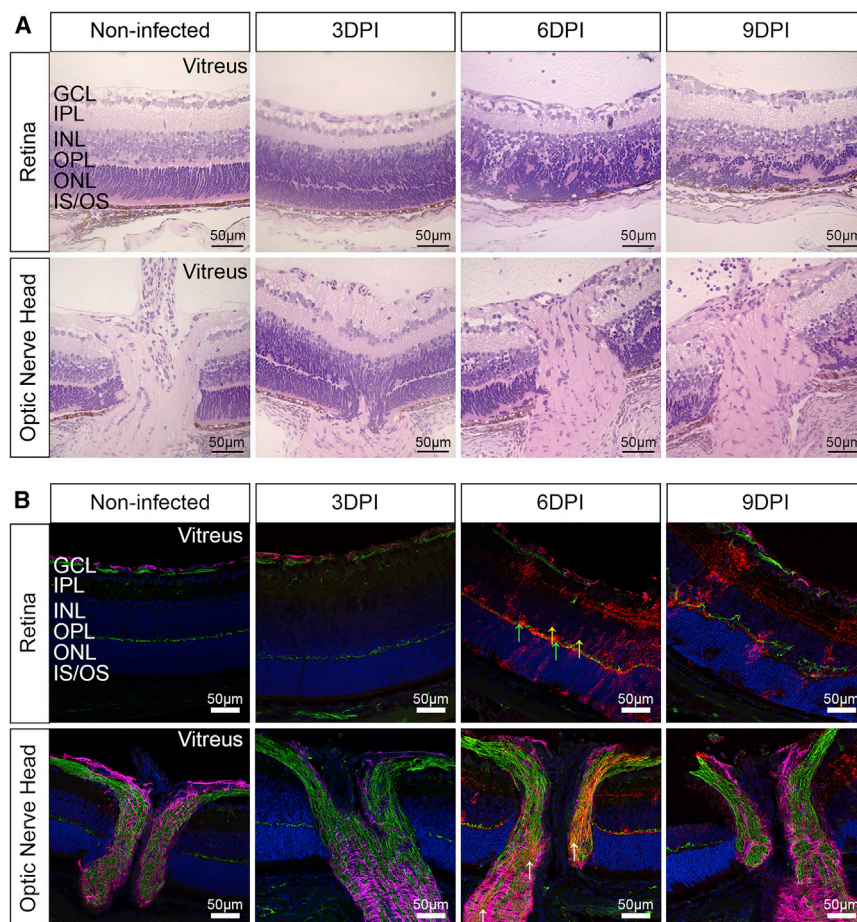 A
Non-infected
3DPI
6DPI
9DPI
Retina
Vitreus
GCL
IPL
INL
OPL
ONL
IS/OS
50μm
50μm
50μm
50μm
Optic Nerve Head
Vitreus
50μm
50μm
50μm
50μm
B
Non-infected
3DPI
6DPI
9DPI
Retina
Vitreus
GCL
IPL
INL
OPL
ONL
IS/OS
50μm
50μm
50μm
50μm
Optic Nerve Head
Vitreus
50μm
50μm
50μm
50μm